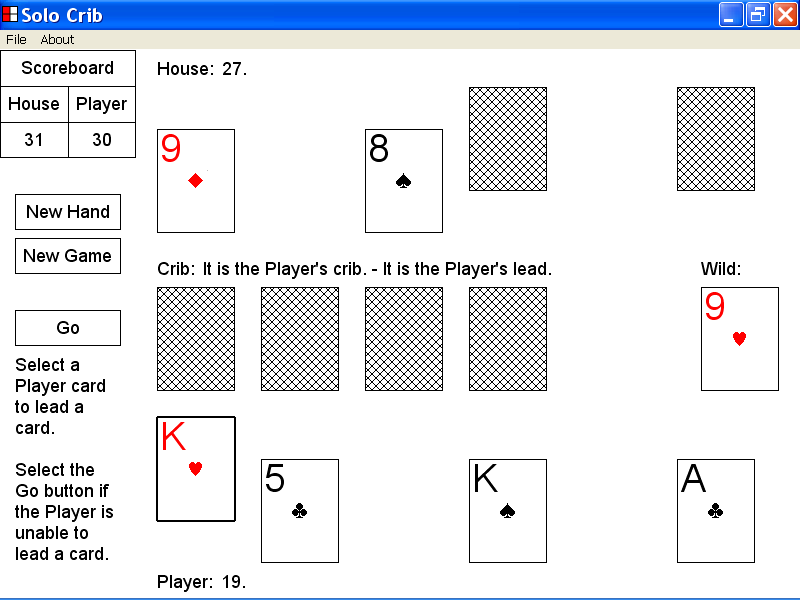 Solo Crib
File About
Scoreboard
House Player
31 30
New Hand
New Game
Go
Select a
Player card
to lead a
card.
Select the
Go button if
the Player is
unable to
lead a card.
House: 27.
9
8
Crib: It is the Player's crib. - It is the Player's lead.
Wild:
9
K
5
K
A
Player: 19.